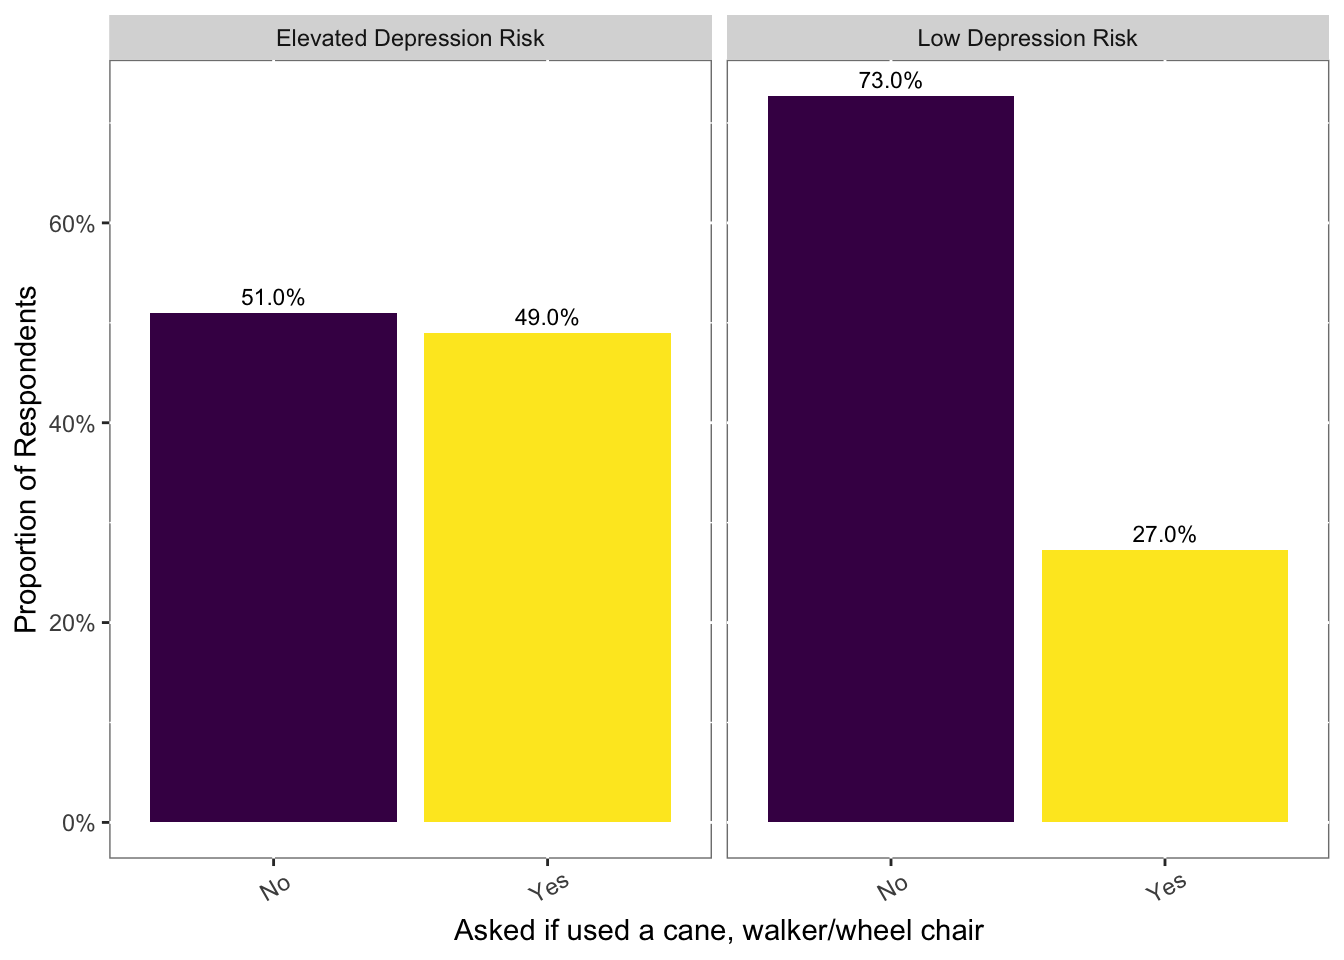 Elevated Depression Risk
Low Depression Risk
73.0%
60%
51.0%
49.0%
40%
27.0%
20%
0%
Proportion of Respondents
No
Yes
No
Yes
Asked if used a cane, walker/wheel chair